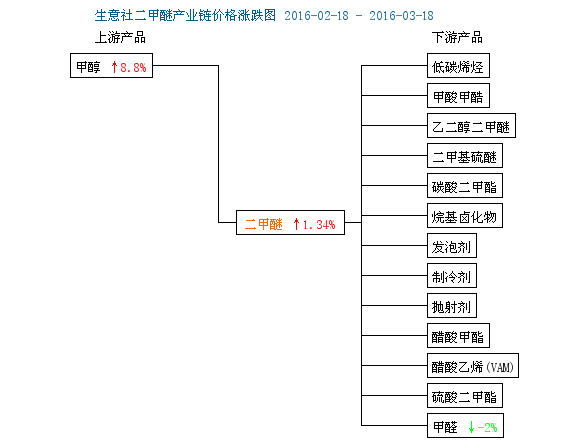 生意社二甲醚产业链价格涨跌图 2016-02-18 - 2016-03-18
上游产品
下游产品
甲醇 ↑8.8%
二甲醚 ↑1.34%
低碳烯烃
甲酸甲酯
乙二醇二甲醚
二甲基硫醚
碳酸二甲酯
烷基卤化物
发泡剂
制冷剂
抛射剂
醋酸甲酯
醋酸乙烯(VAM)
硫酸二甲酯
甲醛 ↓-2%